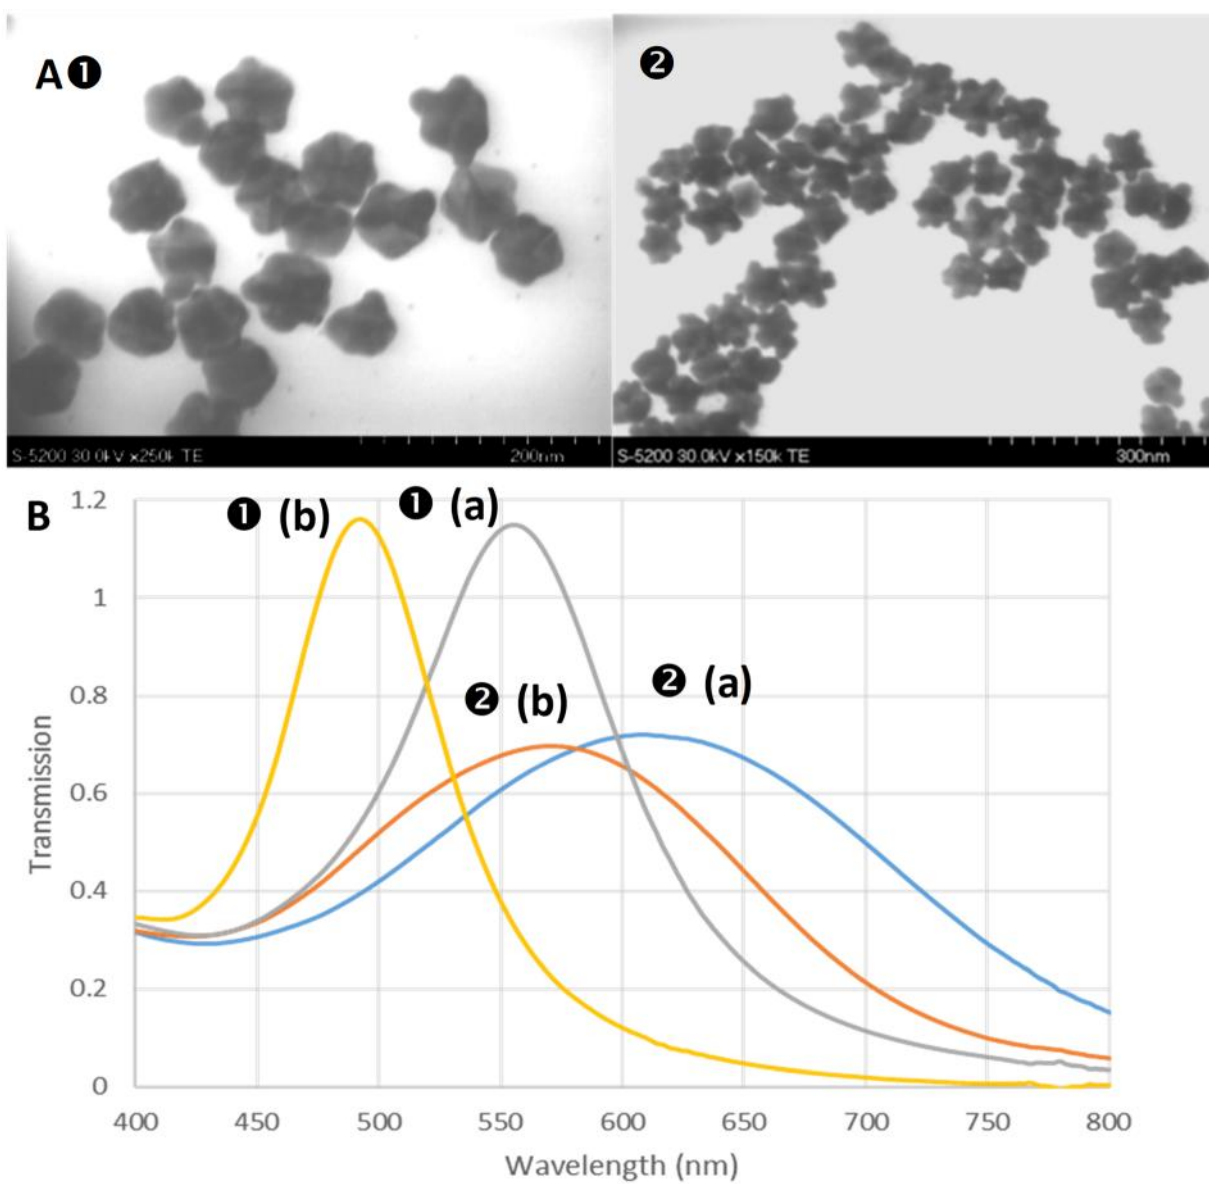 A❶
❷
S-5200 30.0kV x250k TE 200nm
S-5200 30.0kV x150k TE 300nm
B
❶ (b)
❶ (a)
❷ (b)
❷ (a)
1.2
1
0.8
0.6
0.4
0.2
0
Transmission
400 450 500 550 600 650 700 750 800
Wavelength (nm)